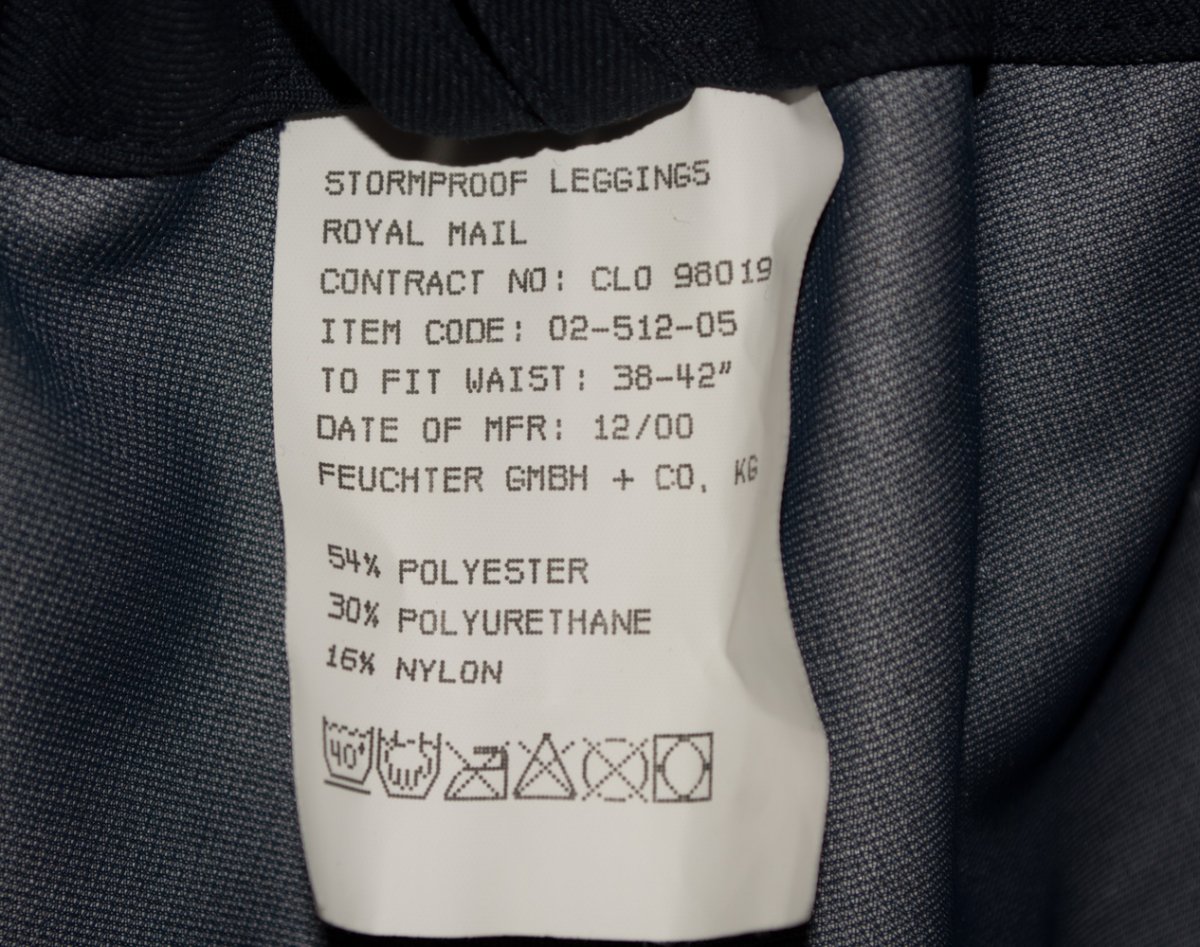 STORMPROOF LEGGINGS
ROYAL MAIL
CONTRACT NO: CLO 98019
ITEM CODE: 02-512-05
TO FIT WAIST: 38-42"
DATE OF MFR: 12/00
FEUCHTER GMBH + CO. KG
54% POLYESTER
30% POLYURETHANE
16% NYLON
40°